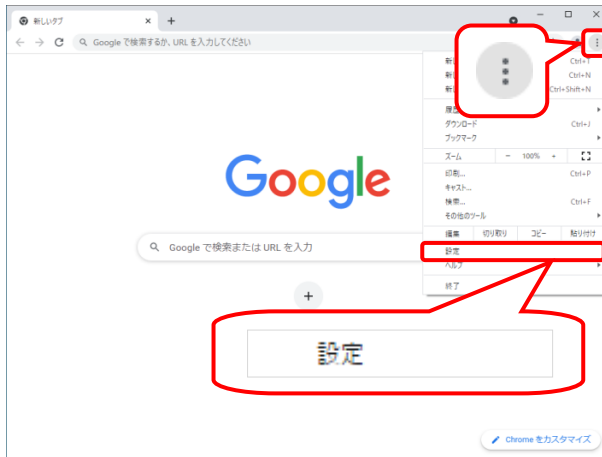 新しいタブ
Google で検索するか、URL を入力してください
Ctrl+T
Ctrl+N
Ctrl+Shift+N
ダウンロード Ctrl+J
ブックマーク
ズーム － 100% +
印刷... Ctrl+P
キャスト...
検索... Ctrl+F
その他のツール
編集 切り取り コピー 貼り付け
設定
ヘルプ
終了
Google
Google で検索または URL を入力
設定
Chrome をカスタマイズ